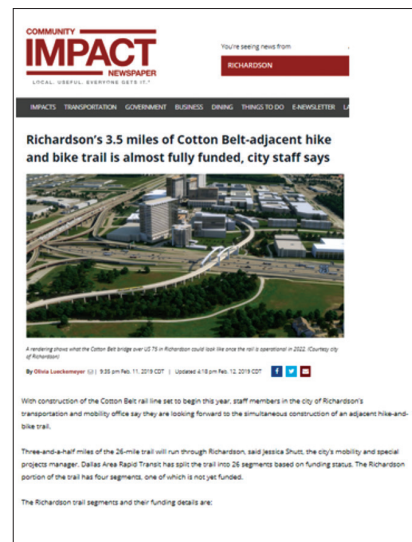 COMMUNITY
IMPACT
NEWSPAPER
LOCAL. USEFUL. EVERYONE GETS IT.®
You're seeing news from
RICHARDSON
IMPACTS TRANSPORTATION GOVERNMENT BUSINESS DINING THINGS TO DO E-NEWSLETTER LA
Richardson's 3.5 miles of Cotton Belt-adjacent hike
and bike trail is almost fully funded, city staff says
A rendering shows what the Cotton Belt bridge over US 75 in Richardson could look like once the rail is operational in 2022. (Courtesy city
of Richardson)
By Olivia Lueckemeyer | 9:35 pm Feb. 11, 2019 CDT | Updated 4:18 pm Feb. 12, 2019 CDT
With construction of the Cotton Belt rail line set to begin this year, staff members in the city of Richardson's
transportation and mobility office say they are looking forward to the simultaneous construction of an adjacent hike-and-
bike trail.
Three-and-a-half miles of the 26-mile trail will run through Richardson, said Jessica Shutt, the city's mobility and special
projects manager. Dallas Area Rapid Transit has split the trail into 26 segments based on funding status. The Richardson
portion of the trail has four segments, one of which is not yet funded.
The Richardson trail segments and their funding details are: